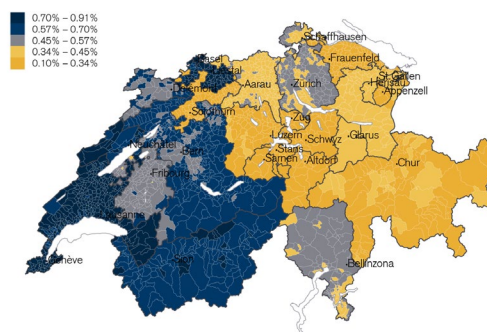 0.70% – 0.91%
0.57% – 0.70%
0.45% – 0.57%
0.34% – 0.45%
0.10% – 0.34%
Schaffhausen
Basel
Liestal
Frauenfeld
Delémont
Aarau
Zürich
St.Gallen
Herisau
Appenzell
Solothurn
Zug
Neuchâtel
Bern
Luzern
Schwyz
Glarus
Stans
Sarnen
Altdorf
Chur
Fribourg
Lausanne
Genève
Sion
Bellinzona